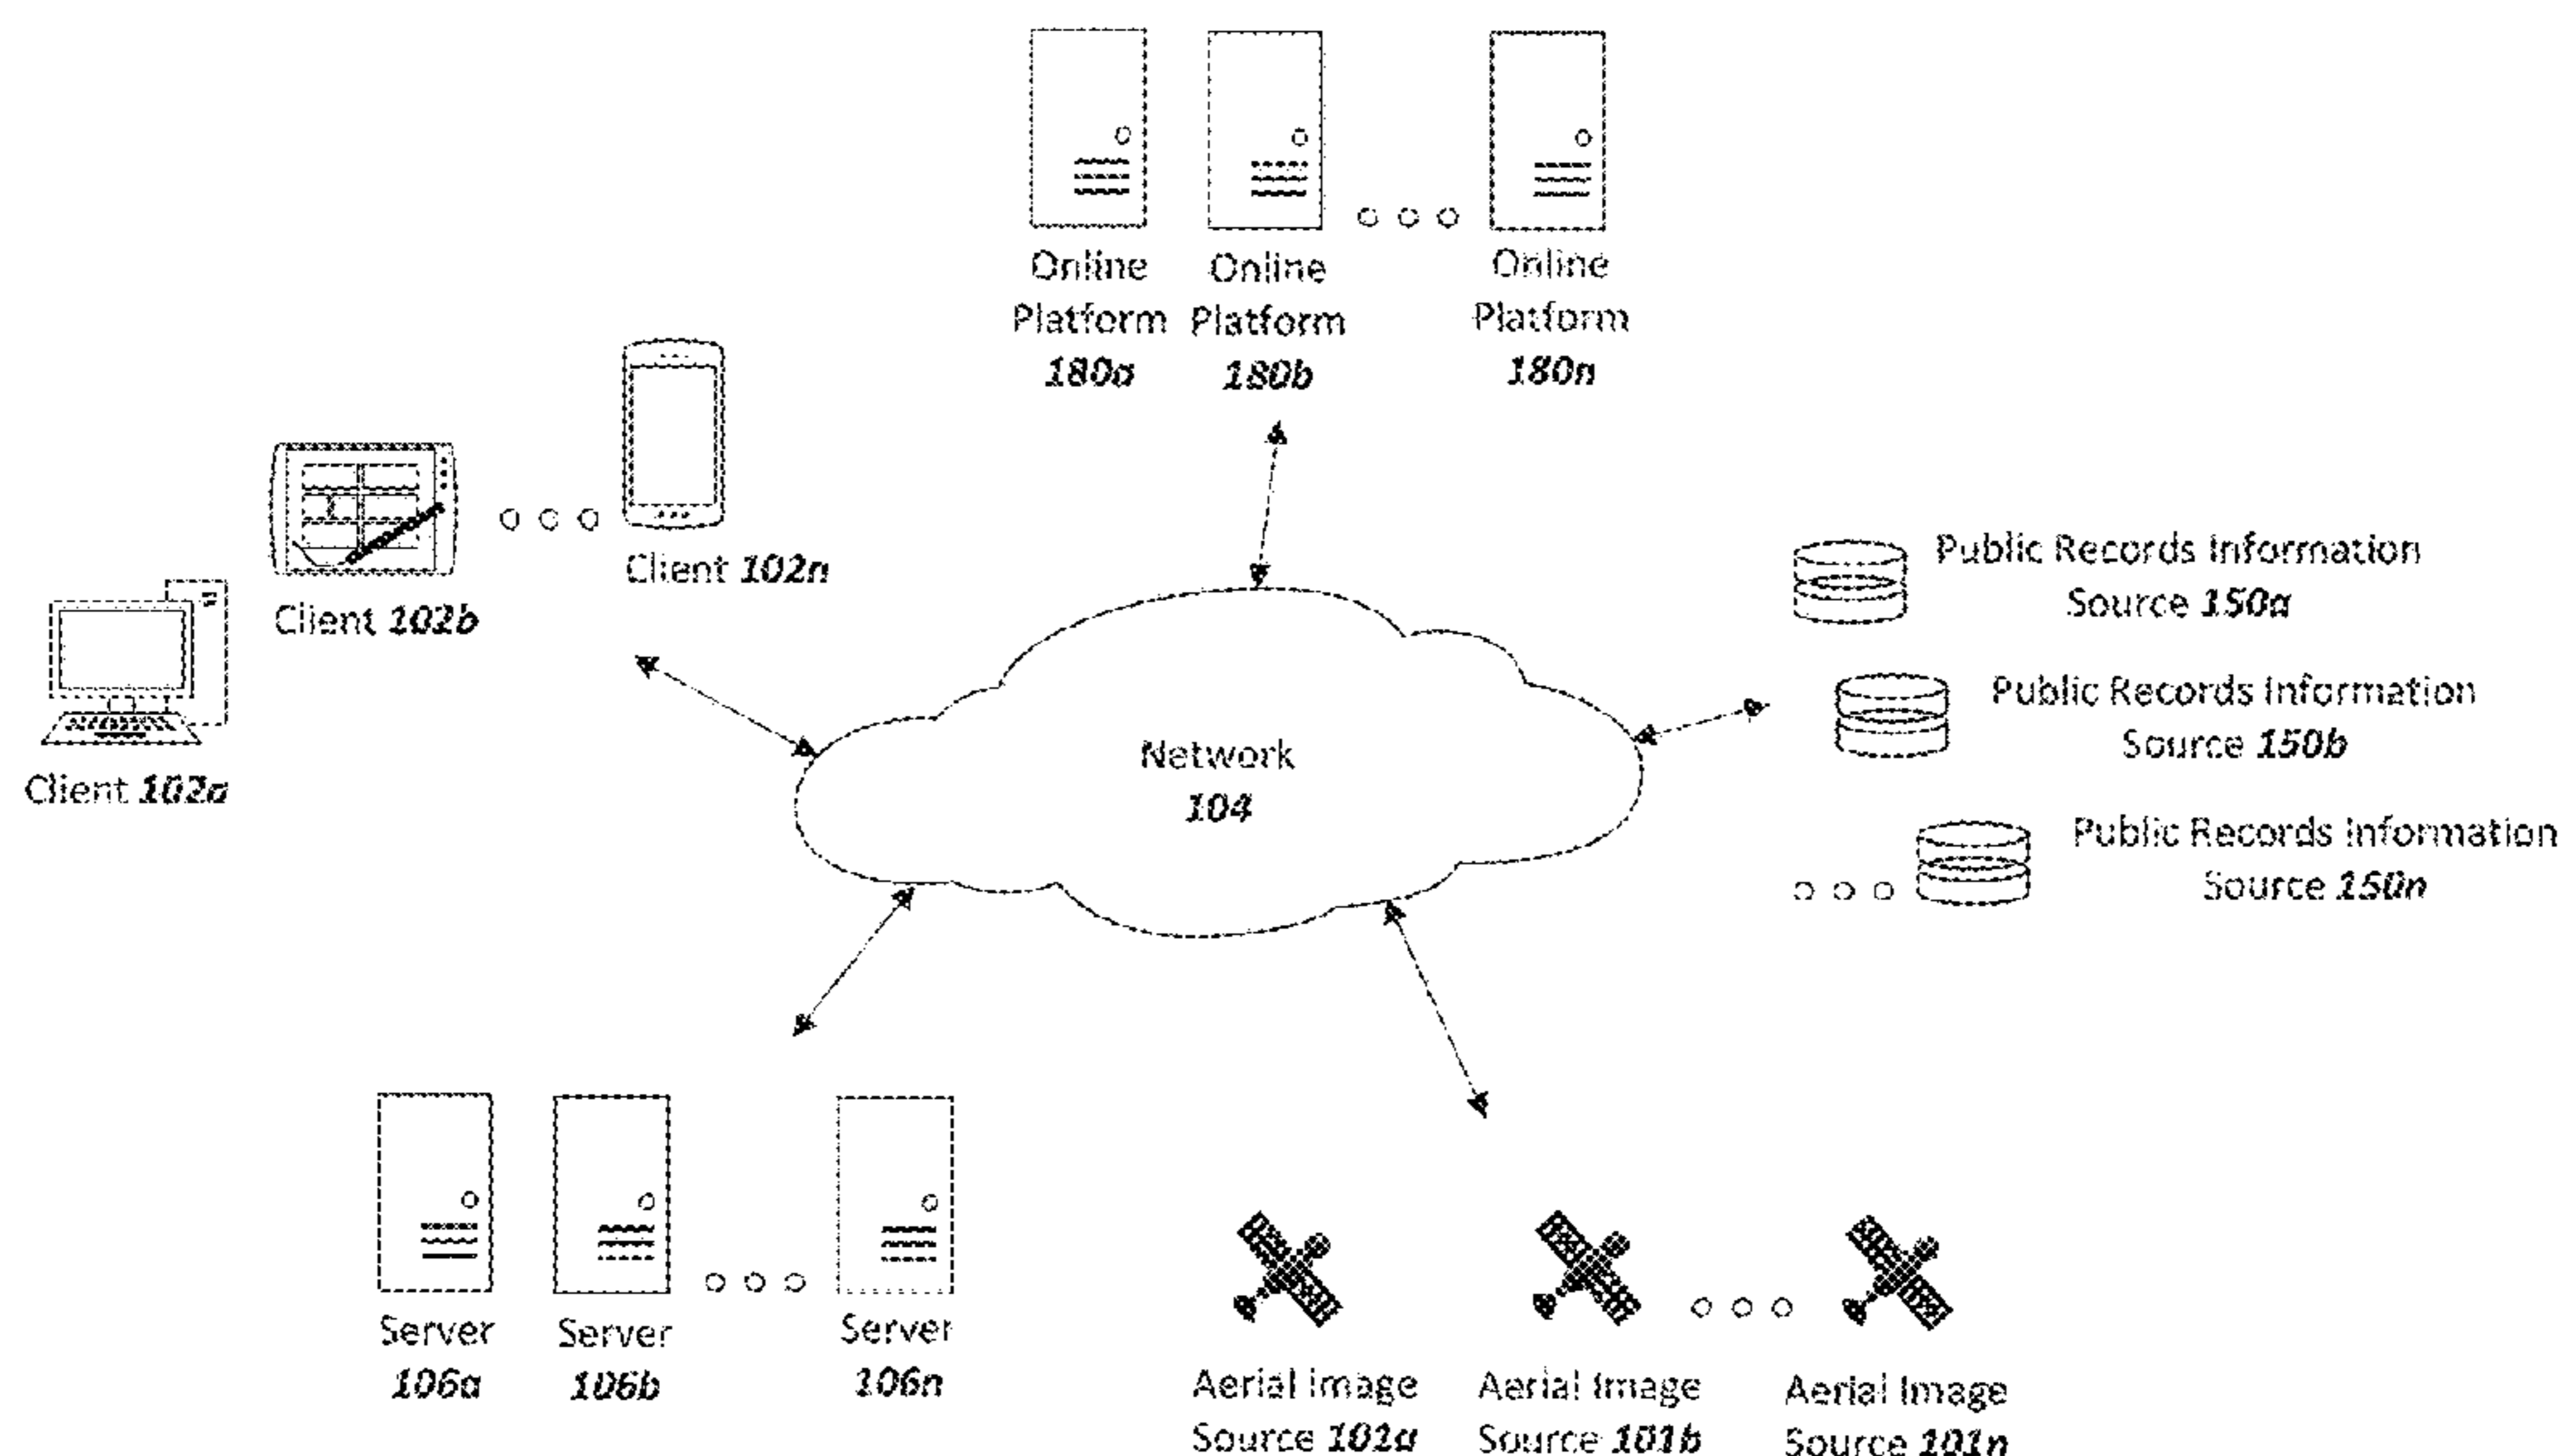 Online
Platform
180a
Online
Platform
180b
Online
Platform
180n
Client 102n
Client 102b
Client 102a
Public Records Information
Source 150a
Public Records Information
Source 150b
Public Records Information
Source 150n
Network
104
Server
106a
Server
106b
Server
106n
Aerial Image
Source 101a
Aerial Image
Source 101b
Aerial Image
Source 101n